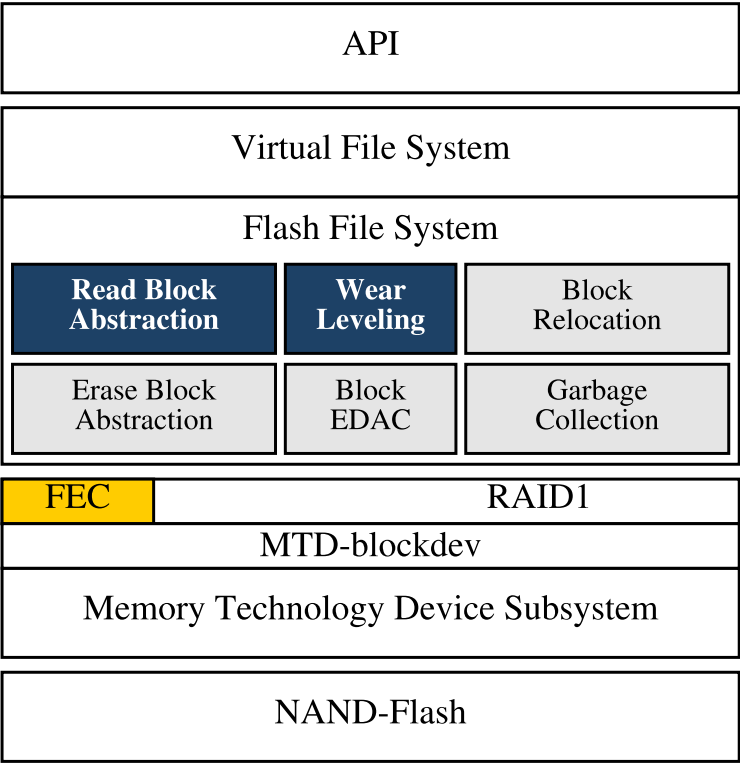 API
Virtual File System
Flash File System
Read Block
Abstraction
Wear
Leveling
Block
Relocation
Erase Block
Abstraction
Block
EDAC
Garbage
Collection
FEC
RAID1
MTD-blockdev
Memory Technology Device Subsystem
NAND-Flash